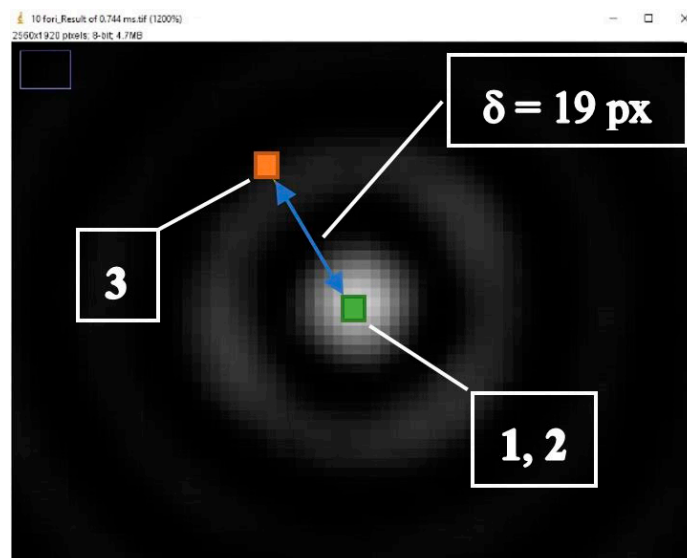 10 fori_Result of 0.744 ms.tif (1200%)
2560x1920 pixels; 8-bit; 4.7MB
δ = 19 px
3
1, 2